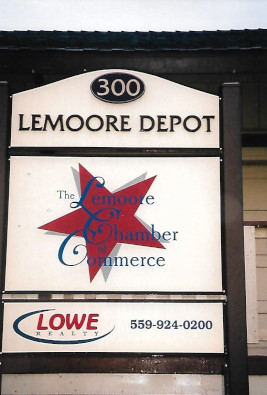 300
LEMOORE DEPOT
The Lemoore
Chamber
of
Commerce
LOWE
REALTY
559-924-0200